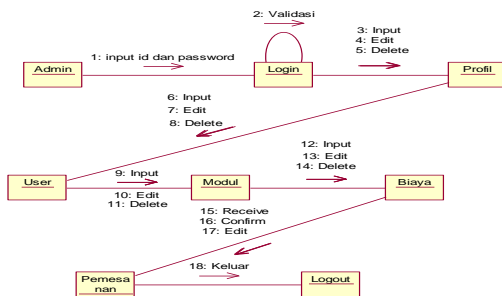 2: Validasi
3: Input
4: Edit
5: Delete
1: input id dan password
Admin
Login
Profil
6: Input
7: Edit
8: Delete
12: Input
13: Edit
14: Delete
9: Input
10: Edit
11: Delete
User
Modul
Biaya
15: Receive
16: Confirm
17: Edit
18: Keluar
Pemesa
nan
Logout